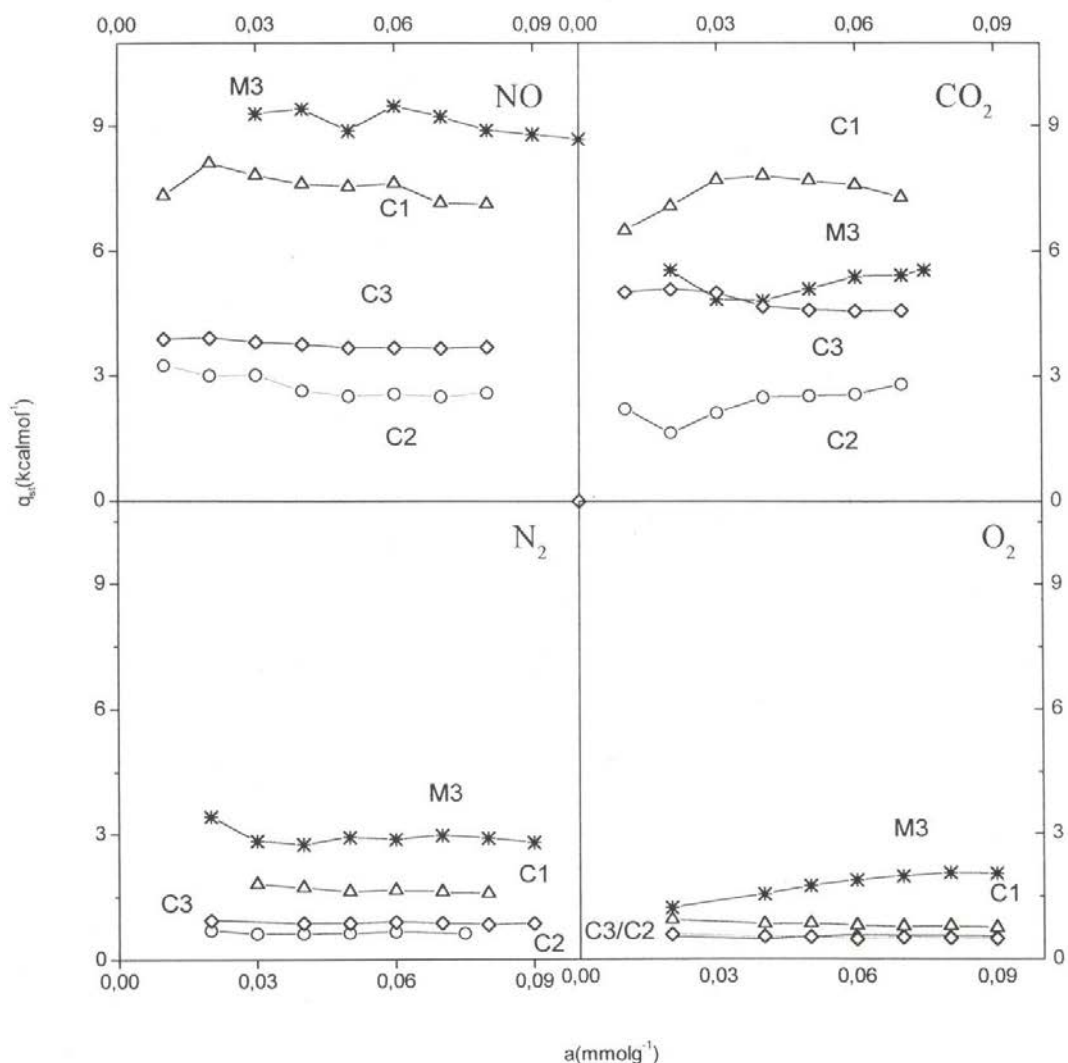 0,00 0,03 0,06 0,09 0,00 0,03 0,06 0,09
M3 NO CO₂
9 C1 9
C1
6 M3 6
C3
C3
3 3
C2 C2
qst(kcalmol⁻¹)
0 0
N₂ O₂
9 9
6 6
M3
3 M3 3
C1 C1
C3 C3/C2
C2
0 0
0,00 0,03 0,06 0,09 0,00 0,03 0,06 0,09
a(mmolg⁻¹)